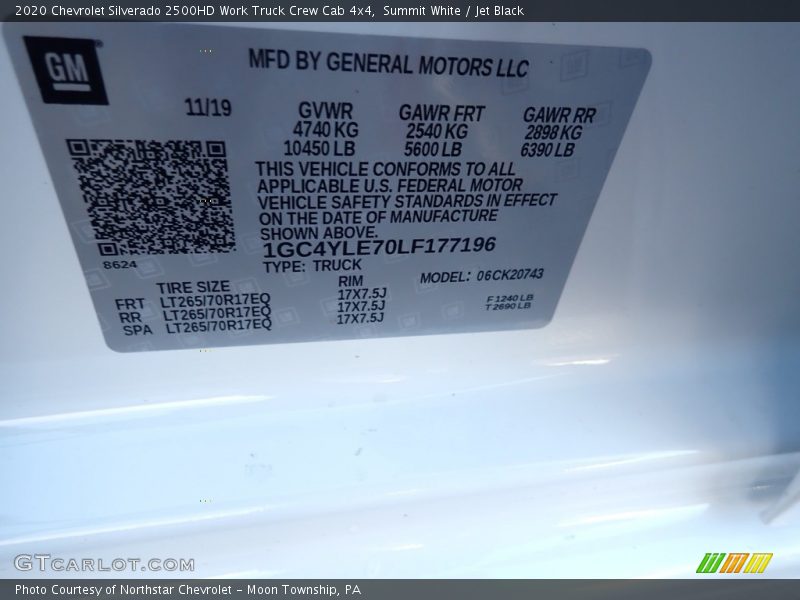 2020 Chevrolet Silverado 2500HD Work Truck Crew Cab 4x4,  Summit White / Jet Black
GM
MFD BY GENERAL MOTORS LLC
11/19 GVWR GAWR FRT GAWR RR
4740 KG 2540 KG 2898 KG
10450 LB 5600 LB 6390 LB
THIS VEHICLE CONFORMS TO ALL
APPLICABLE U.S. FEDERAL MOTOR
VEHICLE SAFETY STANDARDS IN EFFECT
ON THE DATE OF MANUFACTURE
SHOWN ABOVE.
1GC4YLE70LF177196
8624
TYPE: TRUCK MODEL: 06CK20743
TIRE SIZE RIM
FRT LT265/70R17EQ 17X7.5J
RR LT265/70R17EQ 17X7.5J
SPA LT265/70R17EQ 17X7.5J
F 1240 LB
T 2690 LB
GTCARLOT.COM
Photo Courtesy of Northstar Chevrolet - Moon Township, PA